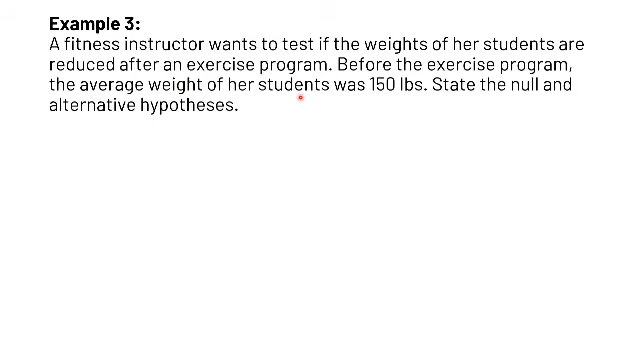 Example 3:
A fitness instructor wants to test if the weights of her students are
reduced after an exercise program. Before the exercise program,
the average weight of her students was 150 lbs. State the null and
alternative hypotheses.